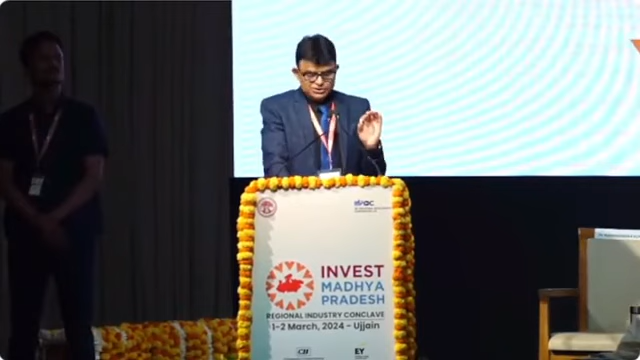 INVEST
MADHYA
PRADESH
REGIONAL INDUSTRY CONCLAVE
1-2 March, 2024 - Ujjain
CII
EY